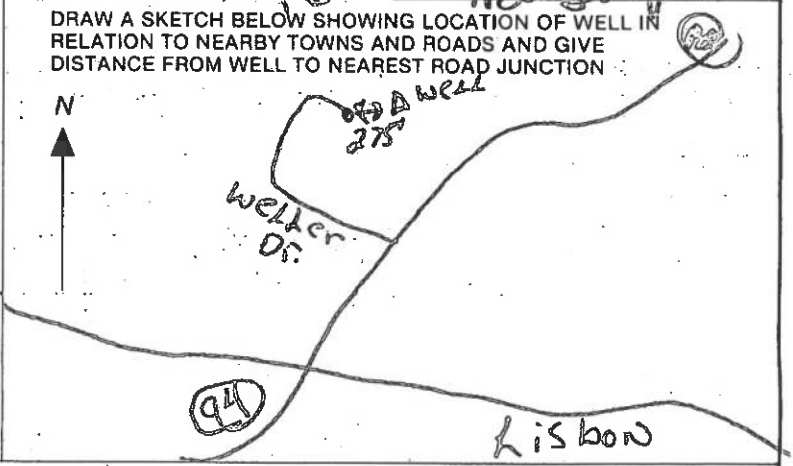 DRAW A SKETCH BELOW SHOWING LOCATION OF WELL IN
RELATION TO NEARBY TOWNS AND ROADS AND GIVE
DISTANCE FROM WELL TO NEAREST ROAD JUNCTION
N
well
275'
Weller
Dr.
94
Lisbon